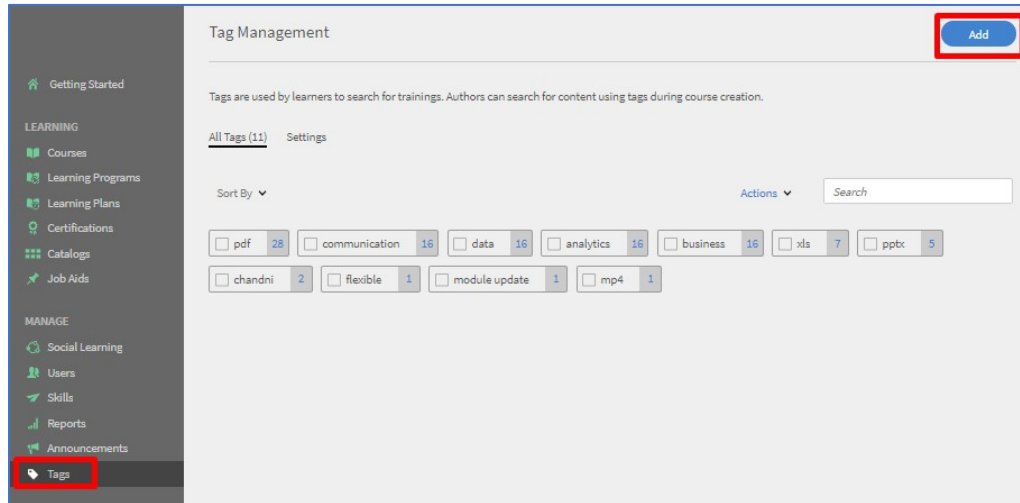 Tag Management
Add
Getting Started
Tags are used by learners to search for trainings. Authors can search for content using tags during course creation.
LEARNING
All Tags (11) Settings
Courses
Learning Programs
Learning Plans
Sort By Actions Search
Certifications
pdf 28 communication 16 data 16 analytics 16 business 16 xls 7 pptx 5
Catalogs
Job Aids
chandni 2 flexible 1 module update 1 mp4 1
MANAGE
Social Learning
Users
Skills
Reports
Announcements
Tags